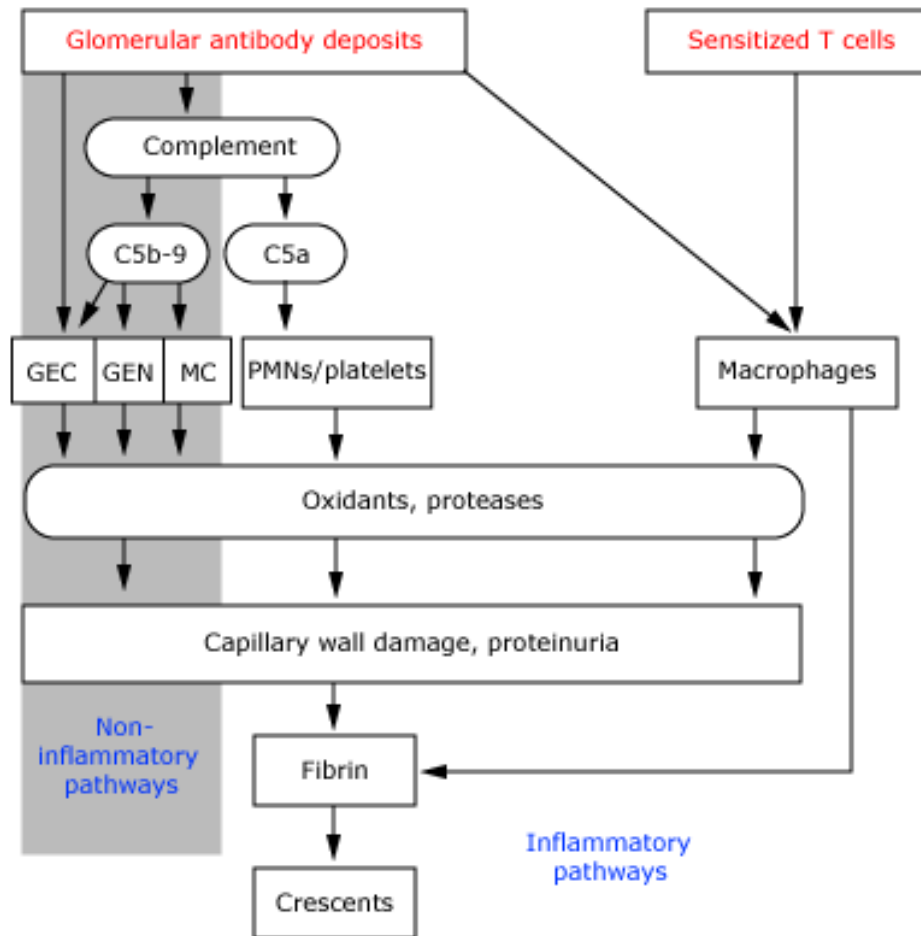 Glomerular antibody deposits
Sensitized T cells
Complement
C5b-9
C5a
GEC
GEN
MC
PMNs/platelets
Macrophages
Oxidants, proteases
Capillary wall damage, proteinuria
Non-
inflammatory
pathways
Fibrin
Inflammatory
pathways
Crescents